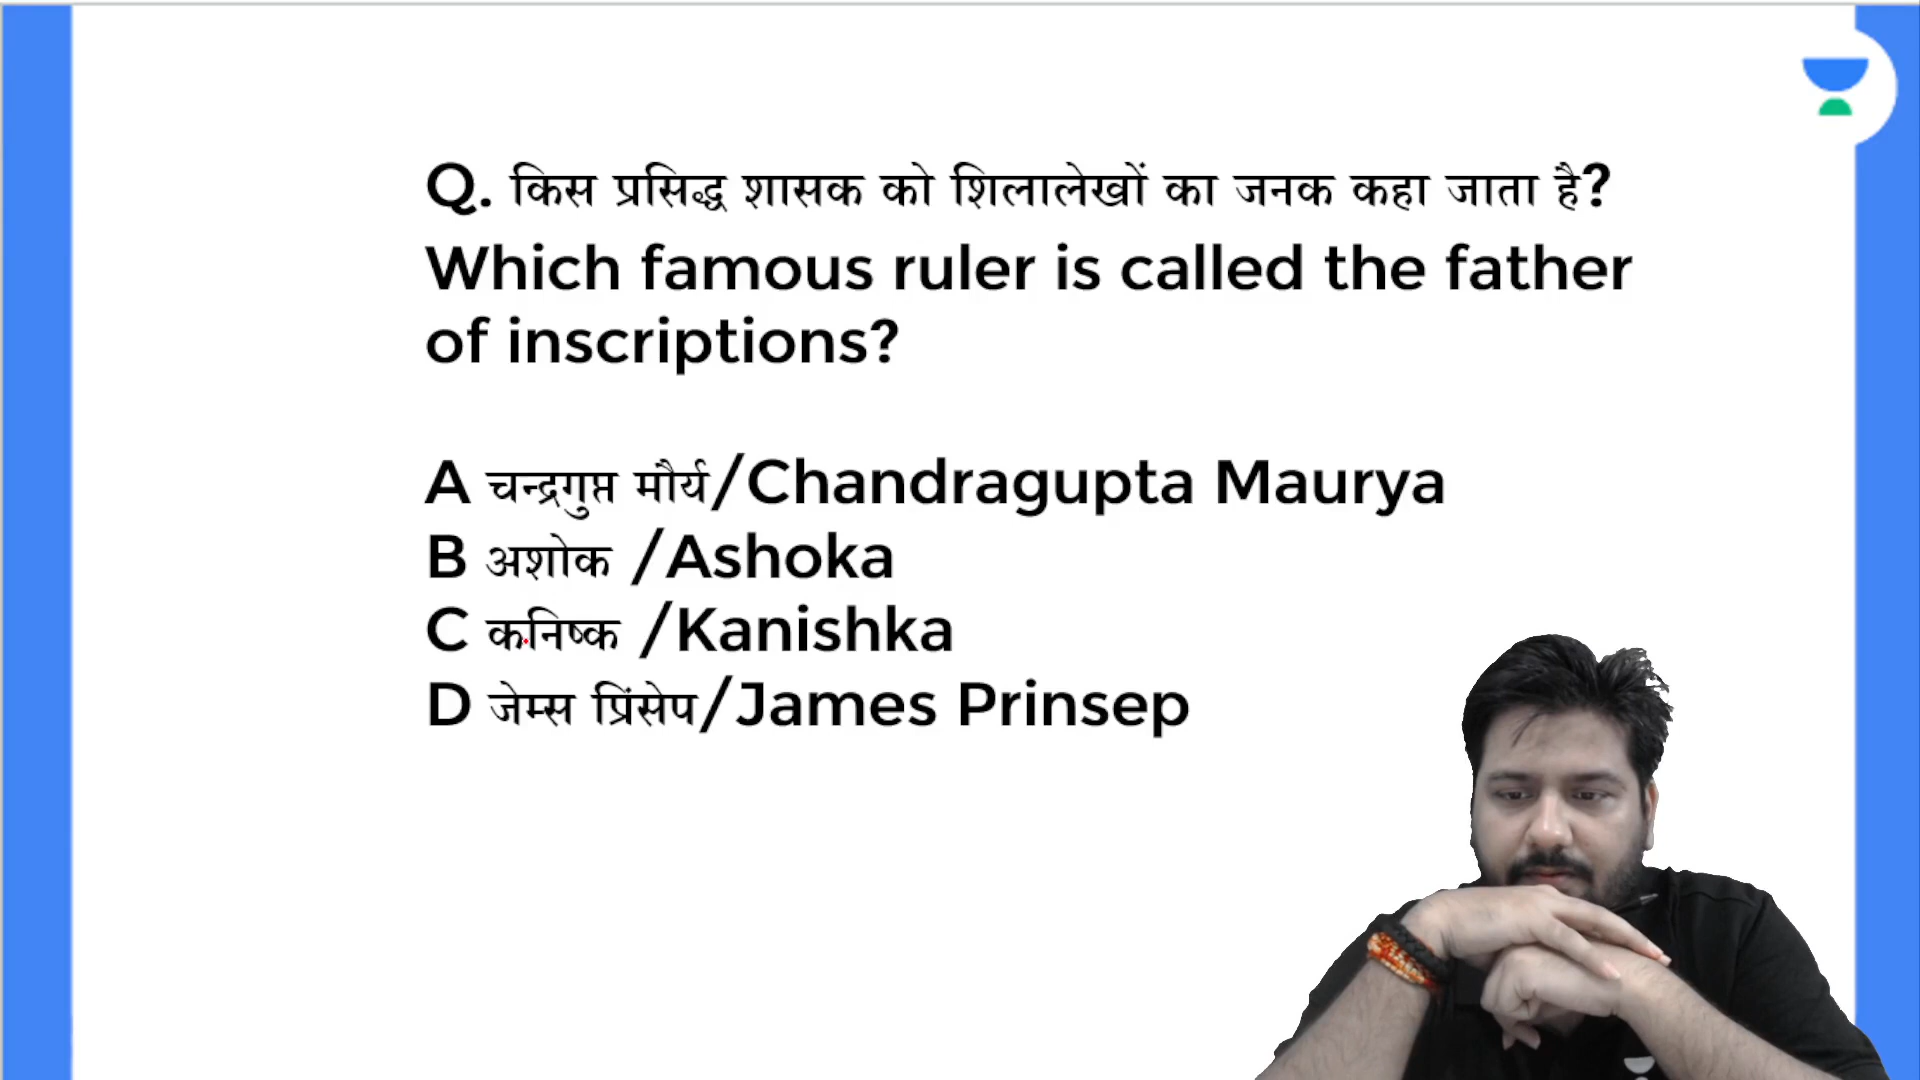 Q. किस प्रसिद्ध शासक को शिलालेखों का जनक कहा जाता है?
Which famous ruler is called the father
of inscriptions?
A चन्द्रगुप्त मौर्य/Chandragupta Maurya
B अशोक /Ashoka
C कनिष्क /Kanishka
D जेम्स प्रिंसेप/James Prinsep